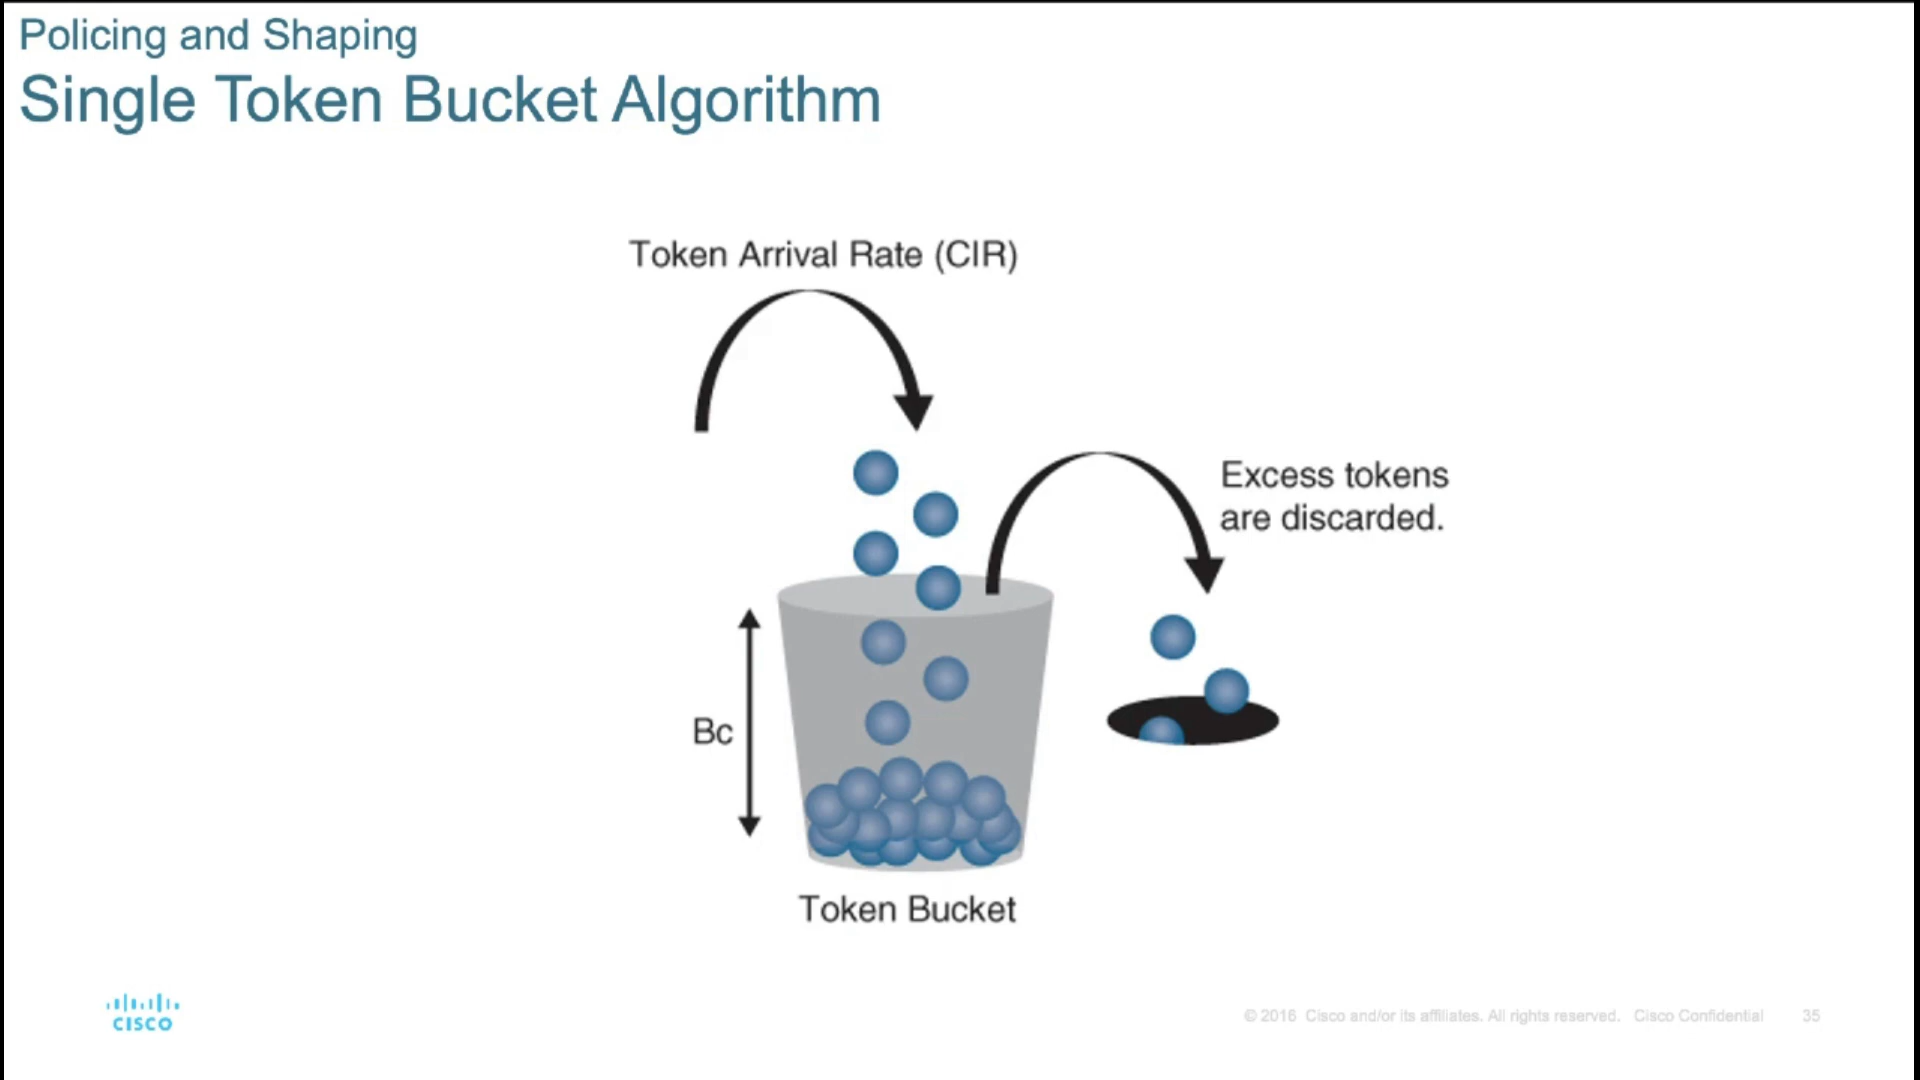 Policing and Shaping
Single Token Bucket Algorithm
Token Arrival Rate (CIR)
Excess tokens
are discarded.
Bc
Token Bucket
CISCO
© 2016 Cisco and/or its affiliates. All rights reserved. Cisco Confidential 35